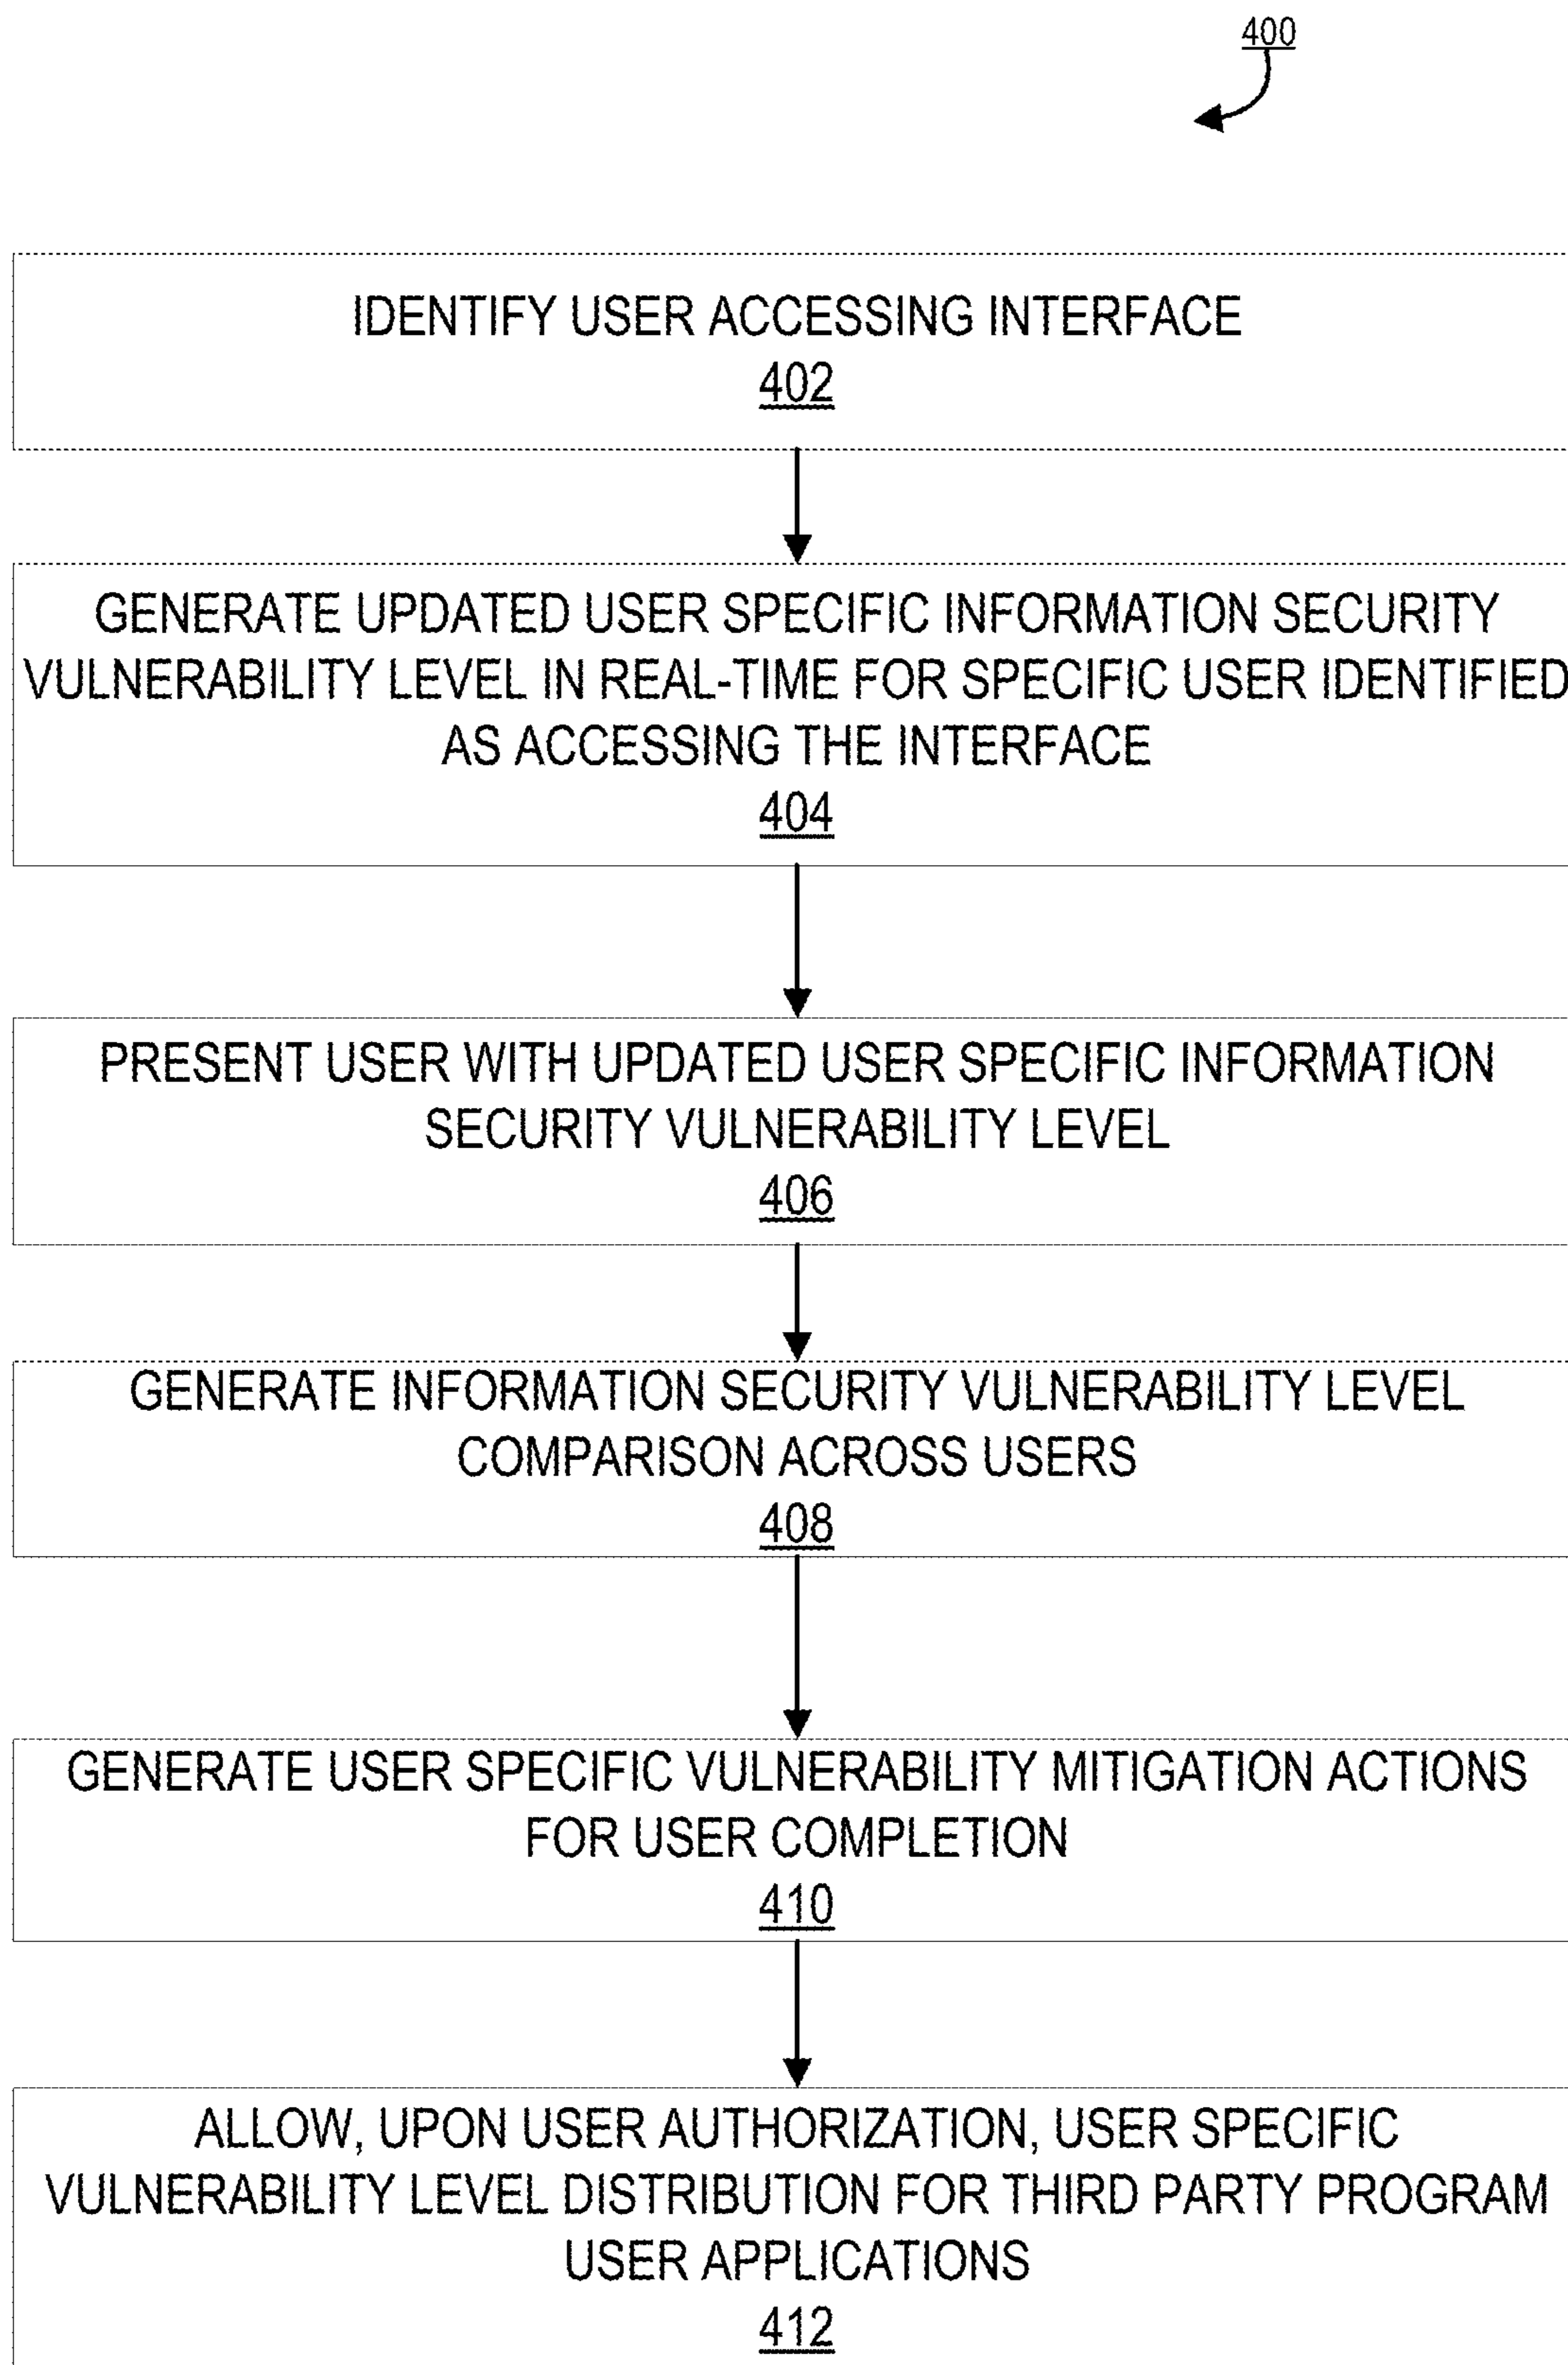 400
IDENTIFY USER ACCESSING INTERFACE
402
GENERATE UPDATED USER SPECIFIC INFORMATION SECURITY
VULNERABILITY LEVEL IN REAL-TIME FOR SPECIFIC USER IDENTIFIED
AS ACCESSING THE INTERFACE
404
PRESENT USER WITH UPDATED USER SPECIFIC INFORMATION
SECURITY VULNERABILITY LEVEL
406
GENERATE INFORMATION SECURITY VULNERABILITY LEVEL
COMPARISON ACROSS USERS
408
GENERATE USER SPECIFIC VULNERABILITY MITIGATION ACTIONS
FOR USER COMPLETION
410
ALLOW, UPON USER AUTHORIZATION, USER SPECIFIC
VULNERABILITY LEVEL DISTRIBUTION FOR THIRD PARTY PROGRAM
USER APPLICATIONS
412